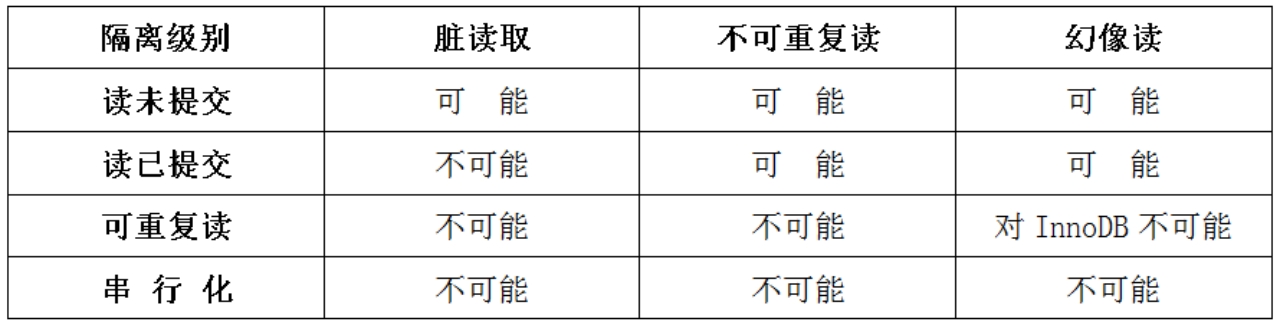 隔离级别 脏读取 不可重复读 幻像读
读未提交 可 能 可 能 可 能
读已提交 不可能 可 能 可 能
可重复读 不可能 不可能 对 InnoDB 不可能
串 行 化 不可能 不可能 不可能